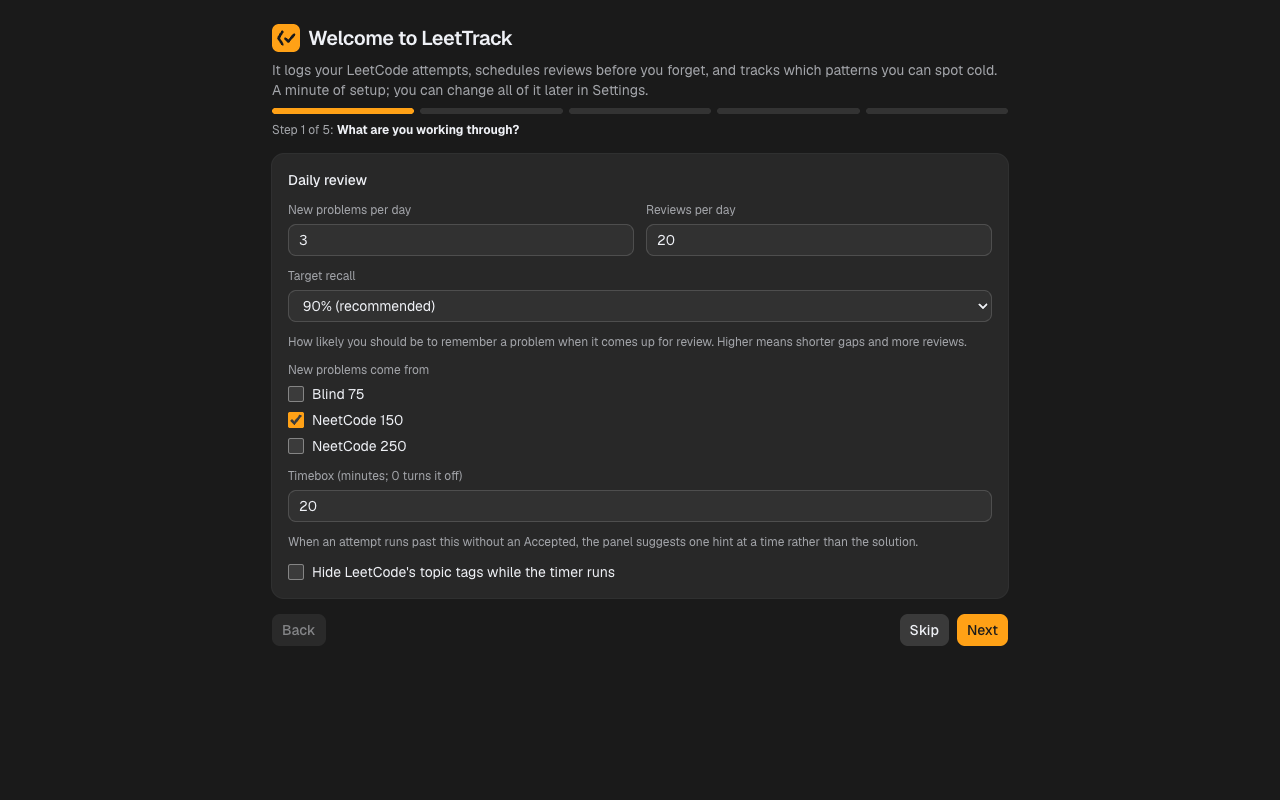 Welcome to LeetTrack
It logs your LeetCode attempts, schedules reviews before you forget, and tracks which patterns you can spot cold.
A minute of setup; you can change all of it later in Settings.
Step 1 of 5: What are you working through?
Daily review
New problems per day
Reviews per day
3
20
Target recall
90% (recommended)
How likely you should be to remember a problem when it comes up for review. Higher means shorter gaps and more reviews.
New problems come from
Blind 75
NeetCode 150
NeetCode 250
Timebox (minutes; 0 turns it off)
20
When an attempt runs past this without an Accepted, the panel suggests one hint at a time rather than the solution.
Hide LeetCode's topic tags while the timer runs
Back
Skip
Next